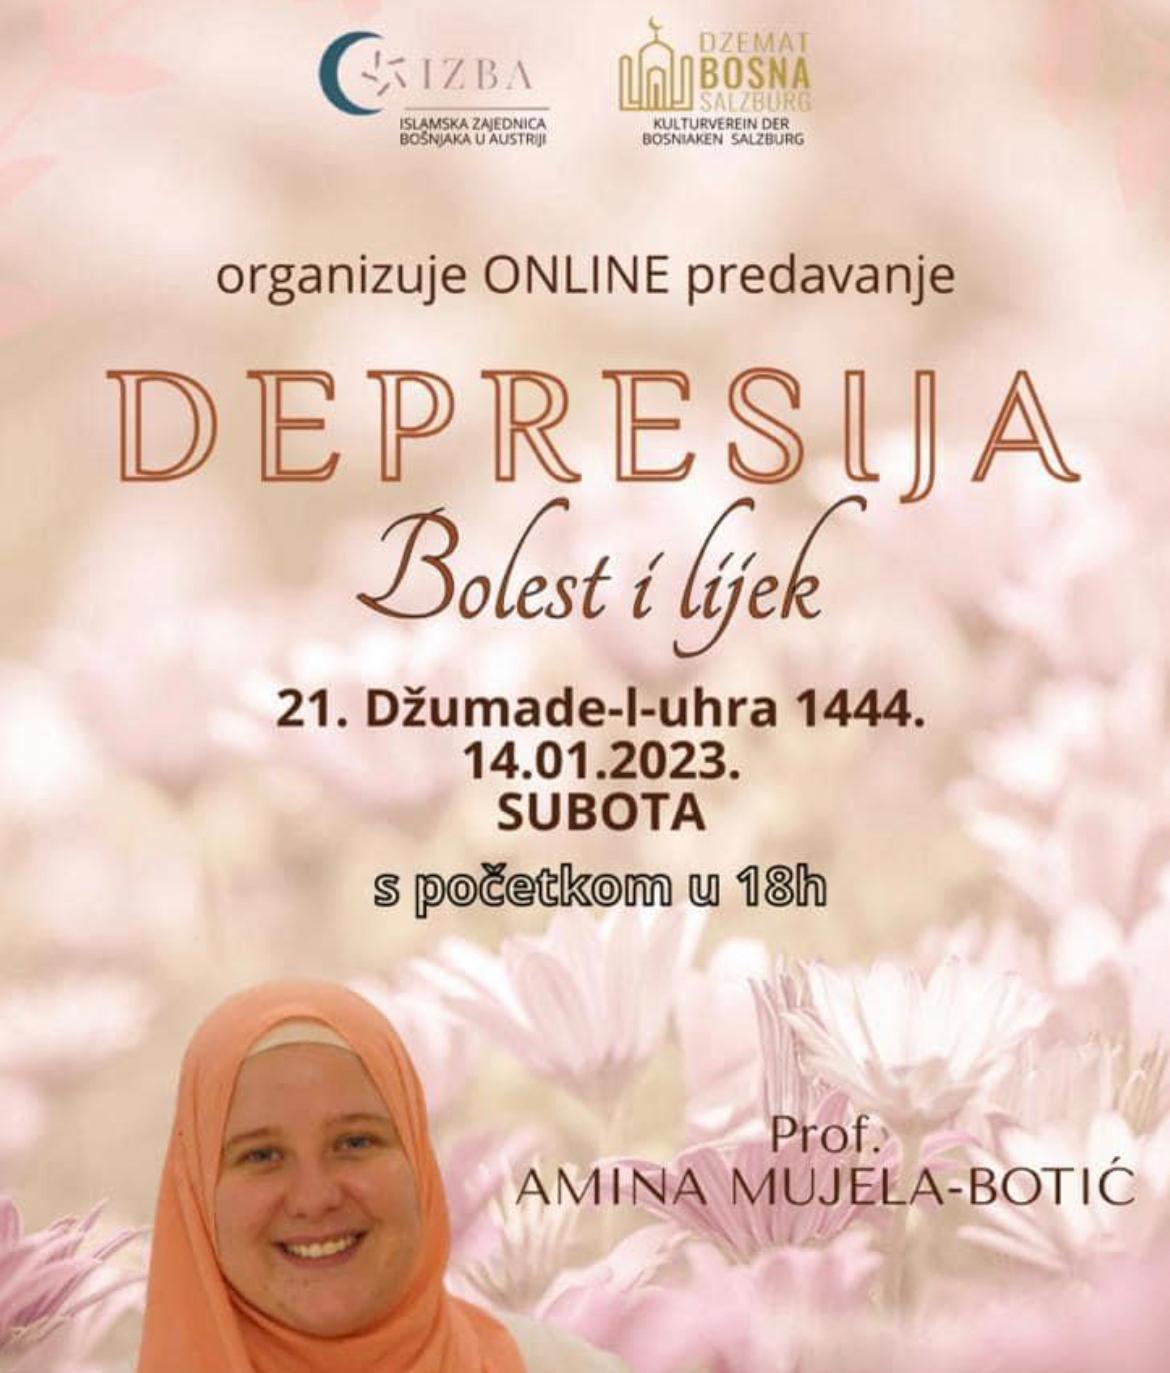 IZBA
ISLAMSKA ZAJEDNICA
BOŠNJAKA U AUSTRIJI
DZEMAT
BOSNA
SALZBURG
KULTURVEREIN DER
BOSNIAKEN SALZBURG
organizuje ONLINE predavanje
DEPRESIJA
Bolest i lijek
21. Džumade-l-uhra 1444.
14.01.2023.
SUBOTA
s početkom u 18h
Prof.
AMINA MUJELA-BOTIĆ